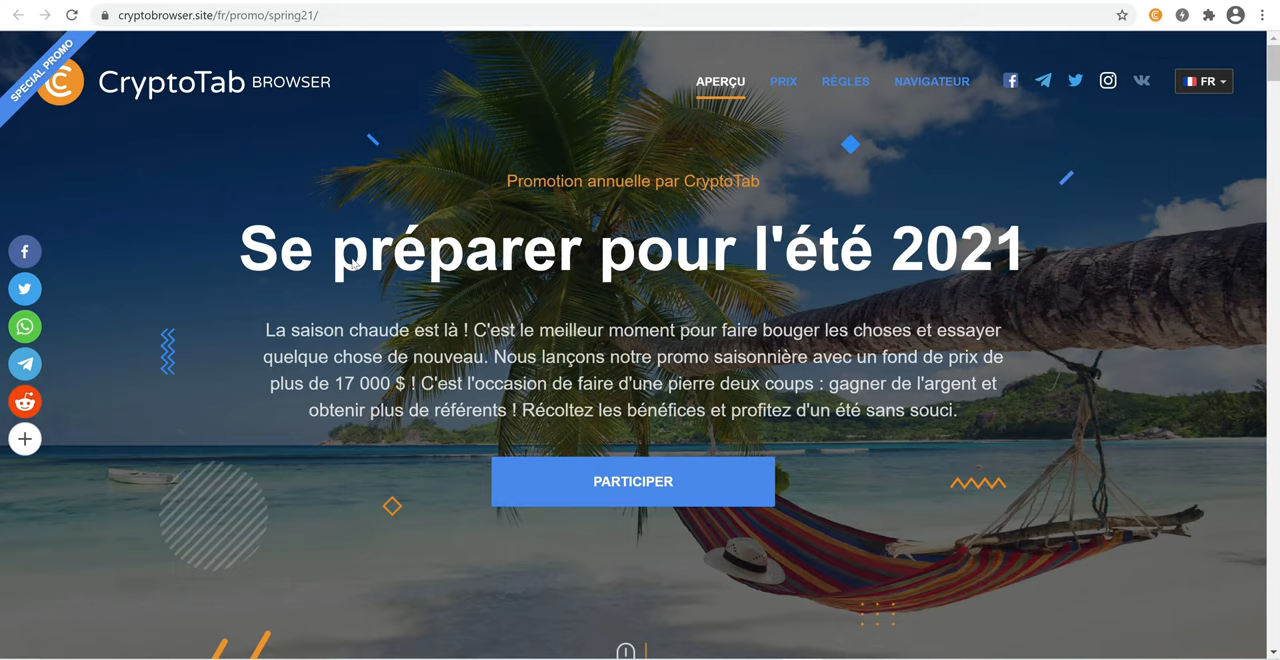 cryptobrowser.site/fr/promo/spring21/
SPECIAL PROMO
CryptoTab BROWSER
APERÇU
PRIX
RÈGLES
NAVIGATEUR
FR
Promotion annuelle par CryptoTab
Se préparer pour l'été 2021
La saison chaude est là ! C'est le meilleur moment pour faire bouger les choses et essayer
quelque chose de nouveau. Nous lançons notre promo saisonnière avec un fond de prix de
plus de 17 000 $ ! C'est l'occasion de faire d'une pierre deux coups : gagner de l'argent et
obtenir plus de référents ! Récoltez les bénéfices et profitez d'un été sans souci.
PARTICIPER